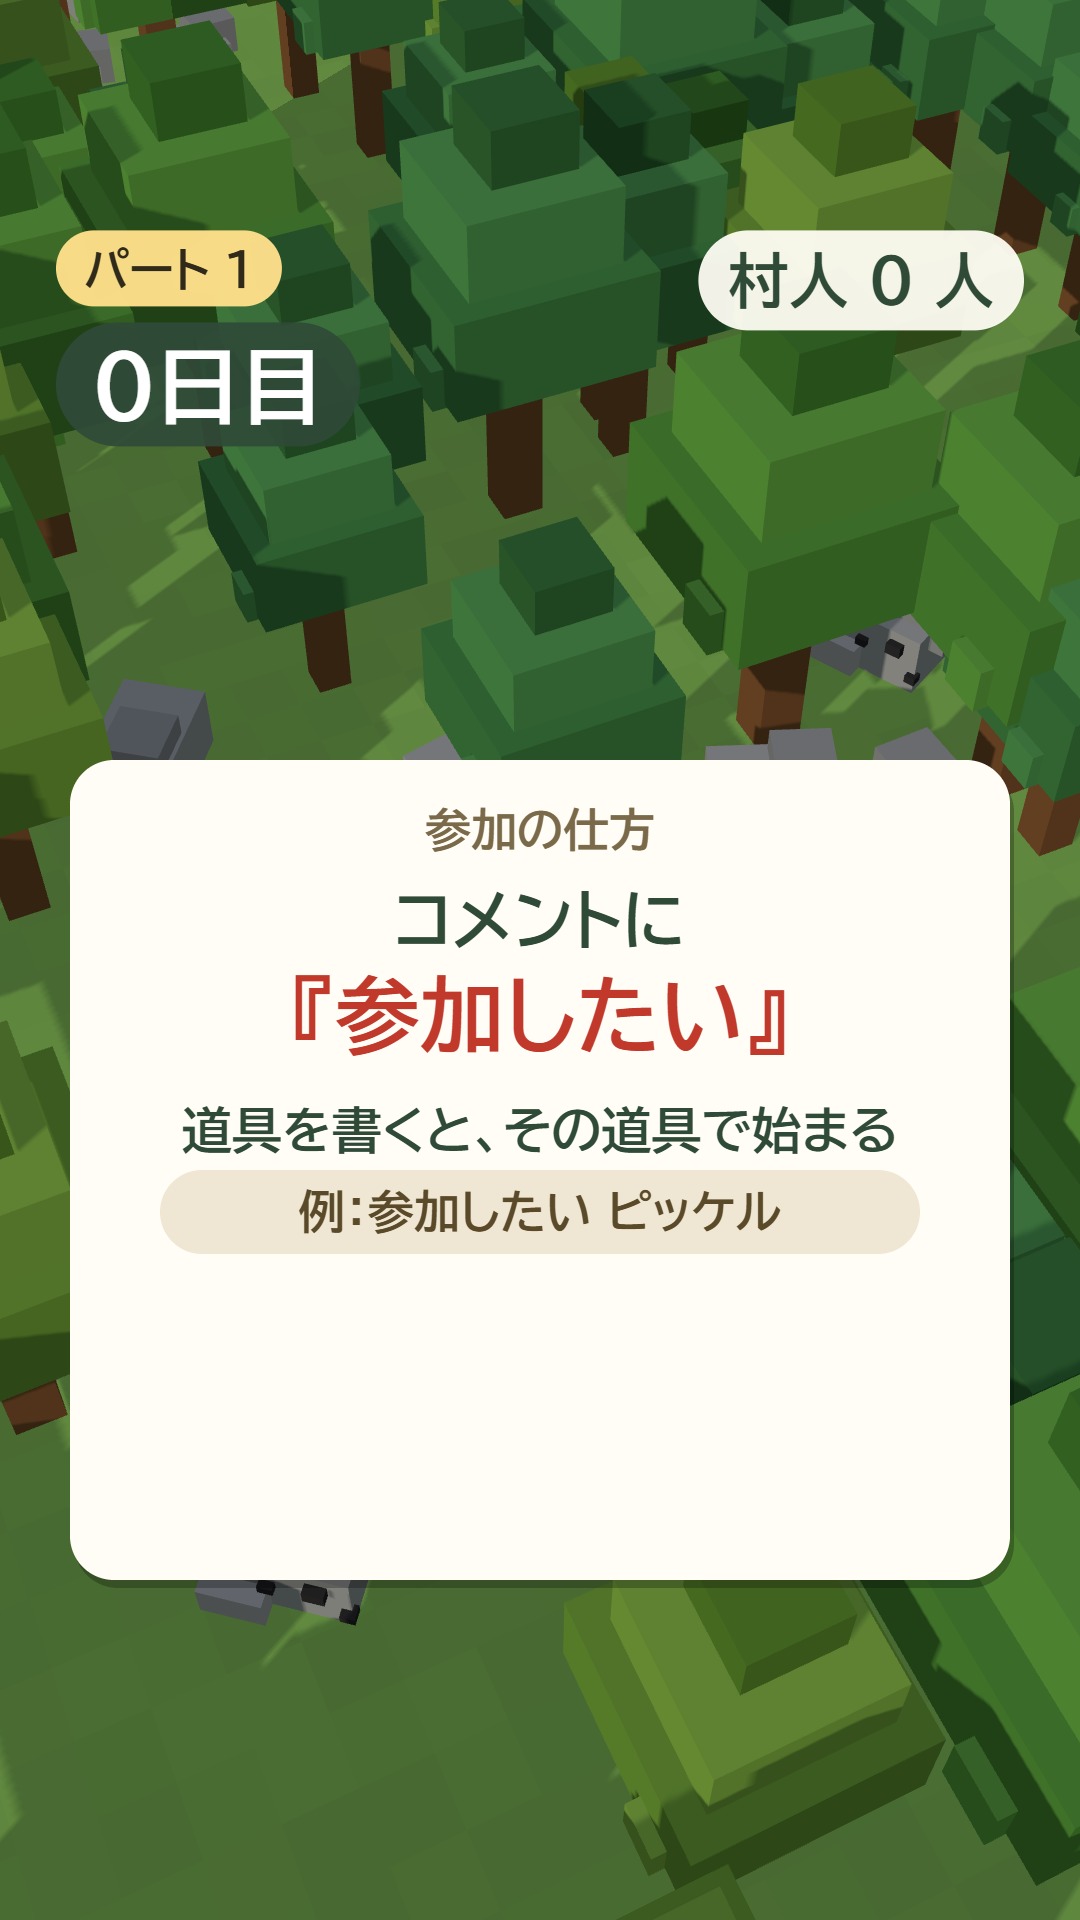 パート 1
0日目
村人 0 人
参加の仕方
コメントに
『参加したい』
道具を書くと、その道具で始まる
例：参加したい ピッケル